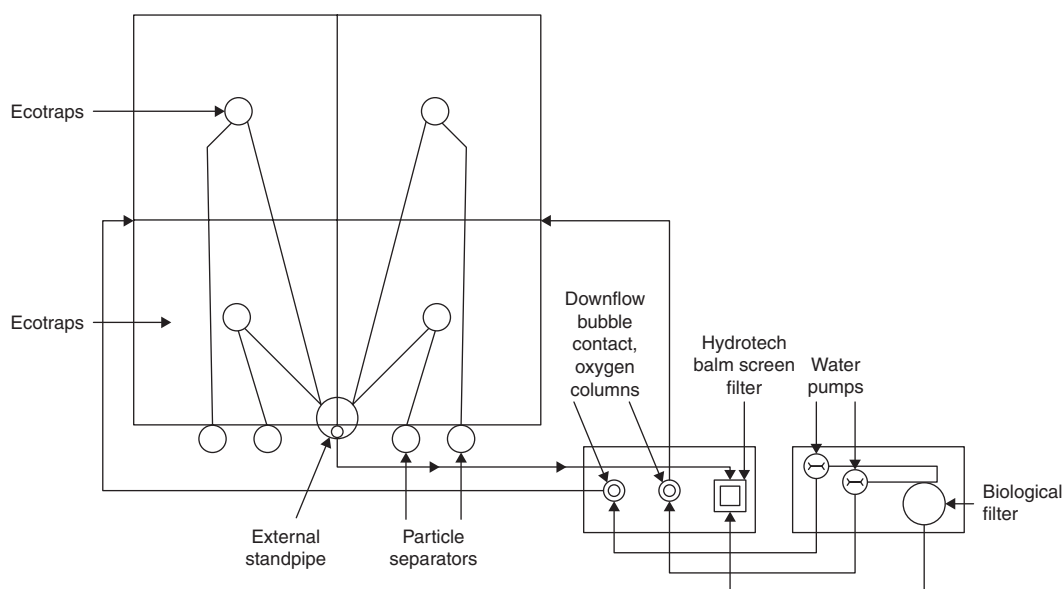 Ecotraps
Ecotraps
Downflow
bubble
contact,
oxygen
columns
Hydrotech
balm screen
filter
Water
pumps
Biological
filter
External
standpipe
Particle
separators